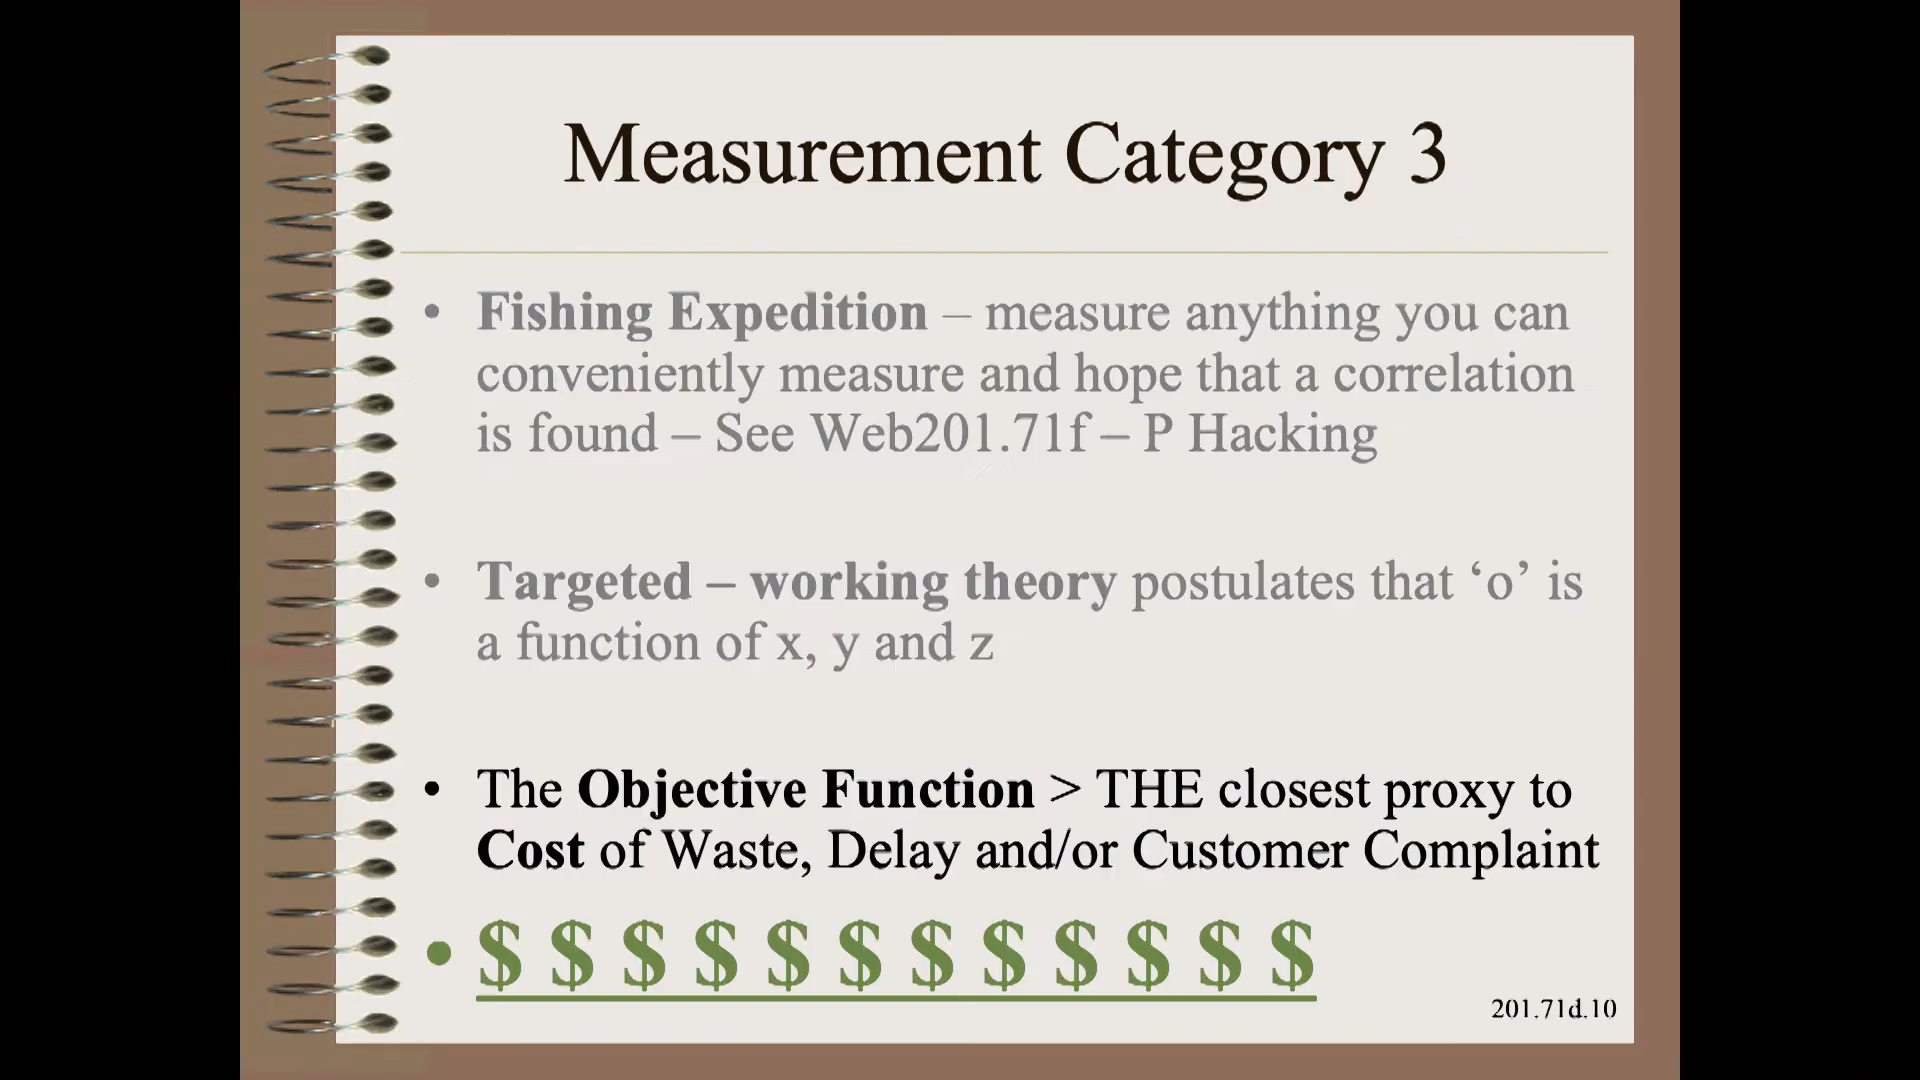 Measurement Category 3
• Fishing Expedition – measure anything you can
conveniently measure and hope that a correlation
is found – See Web201.71f – P Hacking
• Targeted – working theory postulates that ‘o’ is
a function of x, y and z
• The Objective Function > THE closest proxy to
Cost of Waste, Delay and/or Customer Complaint
• $ $ $ $ $ $ $ $ $ $ $ $
201.71d.10